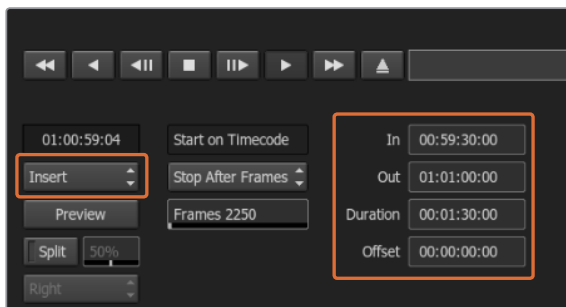 01:00:59:04 Start on Timecode In 00:59:30:00
Insert Stop After Frames Out 01:01:00:00
Preview Frames 2250 Duration 00:01:30:00
Split 50% Offset 00:00:00:00
Right